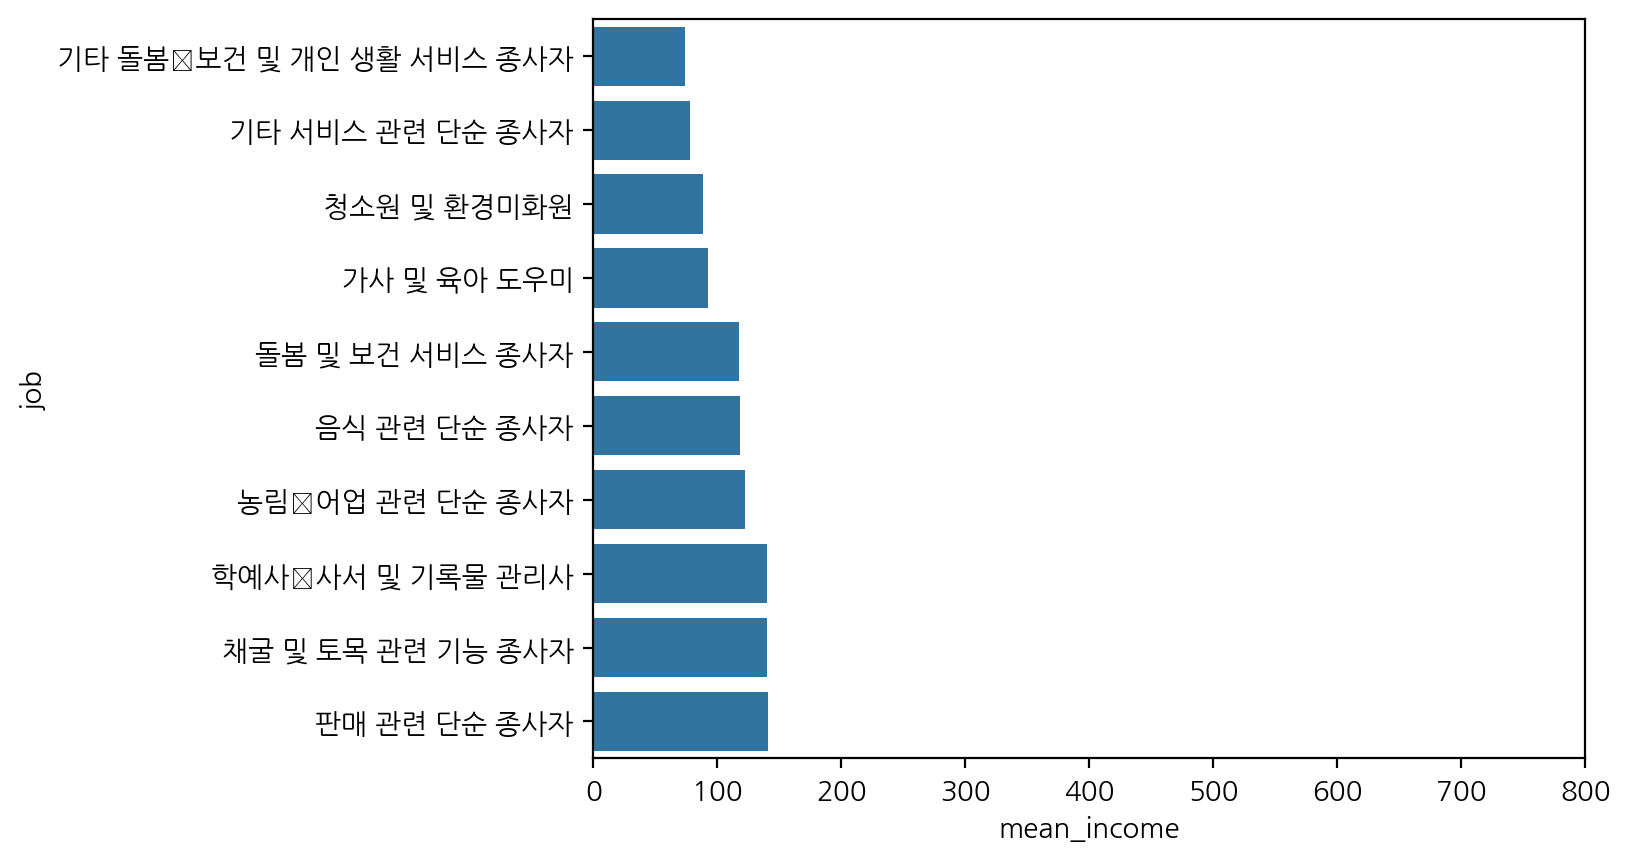 기타 돌봄☒보건 및 개인 생활 서비스 종사자
기타 서비스 관련 단순 종사자
청소원 및 환경미화원
가사 및 육아 도우미
돌봄 및 보건 서비스 종사자
음식 관련 단순 종사자
농림☒어업 관련 단순 종사자
학예사☒사서 및 기록물 관리사
채굴 및 토목 관련 기능 종사자
판매 관련 단순 종사자
job
0 100 200 300 400 500 600 700 800
mean_income